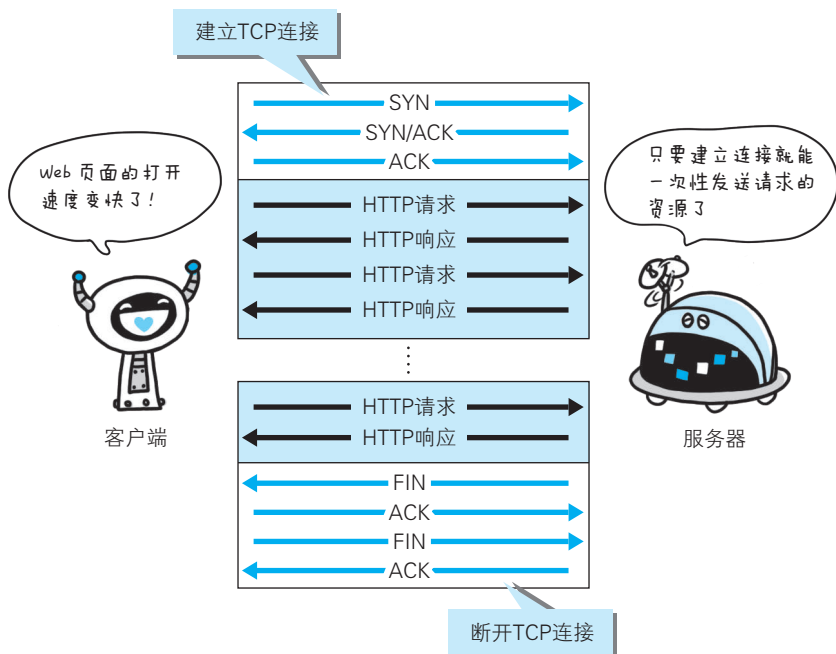 建立TCP连接
SYN
SYN/ACK
ACK
Web 页面的打开
速度变快了!
只要建立连接就能
一次性发送请求的
资源了
HTTP请求
HTTP响应
HTTP请求
HTTP响应
HTTP请求
HTTP响应
客户端
服务器
FIN
ACK
FIN
ACK
断开TCP连接